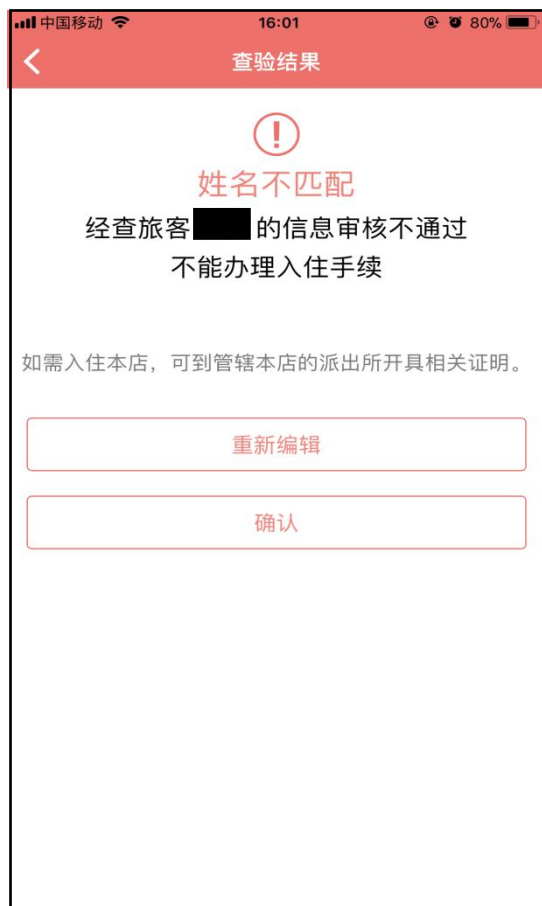 中国移动 16:01 80%
查验结果
姓名不匹配
经查旅客 的信息审核不通过
不能办理入住手续
如需入住本店，可到管辖本店的派出所开具相关证明。
重新编辑
确认